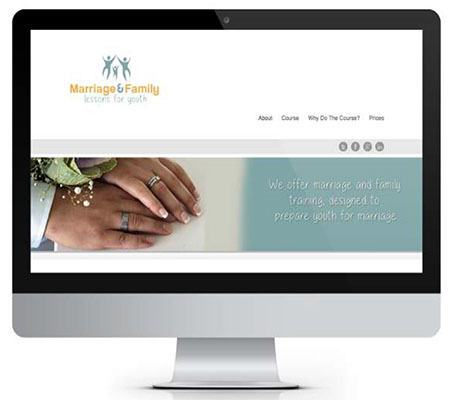 Marriage&Family
lessons for youth
About Course Why Do The Course? Prices
We offer marriage and family
training, designed to
prepare youth for marriage